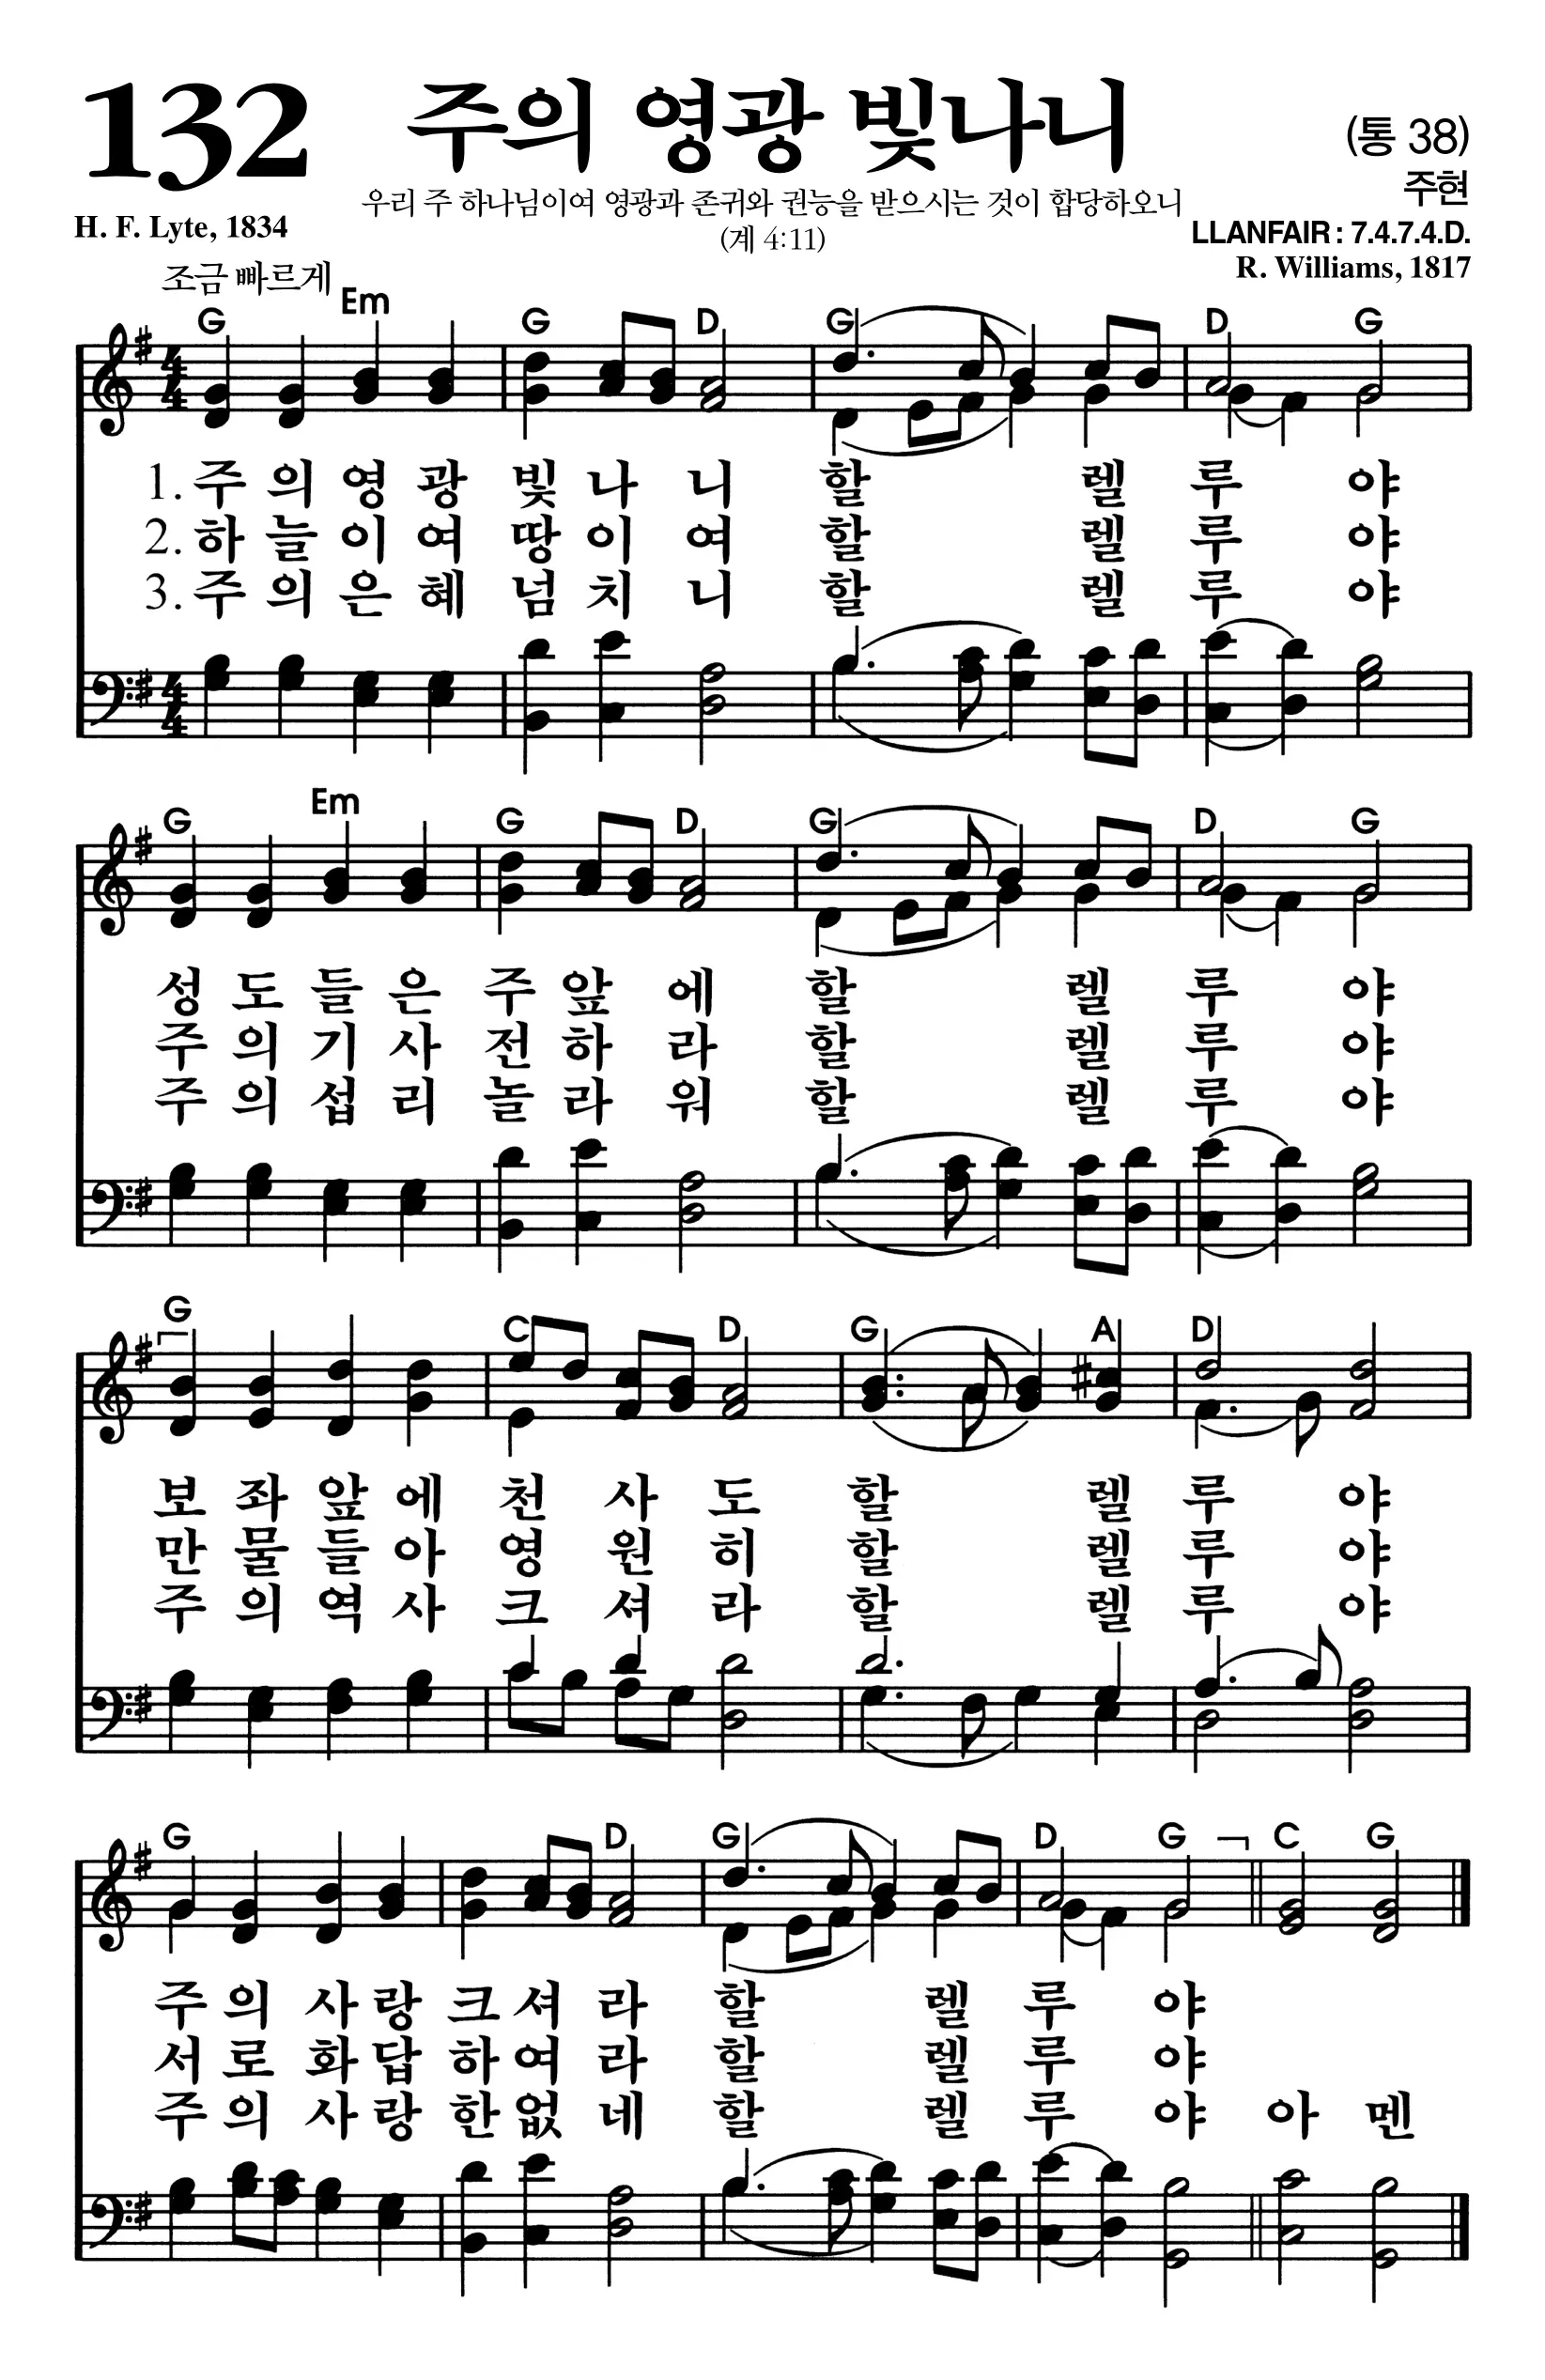 132 주의 영광 빛나니 (통 38)
우리 주 하나님이여 영광과 존귀와 권능을 받으시는 것이 합당하오니
(계 4:11)
주현
H. F. Lyte, 1834
LLANFAIR : 7.4.7.4.D.
R. Williams, 1817
조금 빠르게
G Em G D G D G
4 4
1. 주 의 영 광 빛 나 니 할 렐 루 야
2. 하 늘 이 여 땅 이 여 할 렐 루 야
3. 주 의 은 혜 넘 치 니 할 렐 루 야
4 4
G Em G D G D G
성 도 들 은 주 앞 에 할 렐 루 야
주 의 기 사 전 하 라 할 렐 루 야
주 의 섭 리 놀 라 워 할 렐 루 야
G C D G A D
보 좌 앞 에 천 사 도 할 렐 루 야
만 물 들 아 영 원 히 할 렐 루 야
주 의 역 사 크 셔 라 할 렐 루 야
G D G D G C G
주 의 사 랑 크 셔 라 할 렐 루 야
서 로 화 답 하 여 라 할 렐 루 야
주 의 사 랑 한 없 네 할 렐 루 야 아 멘